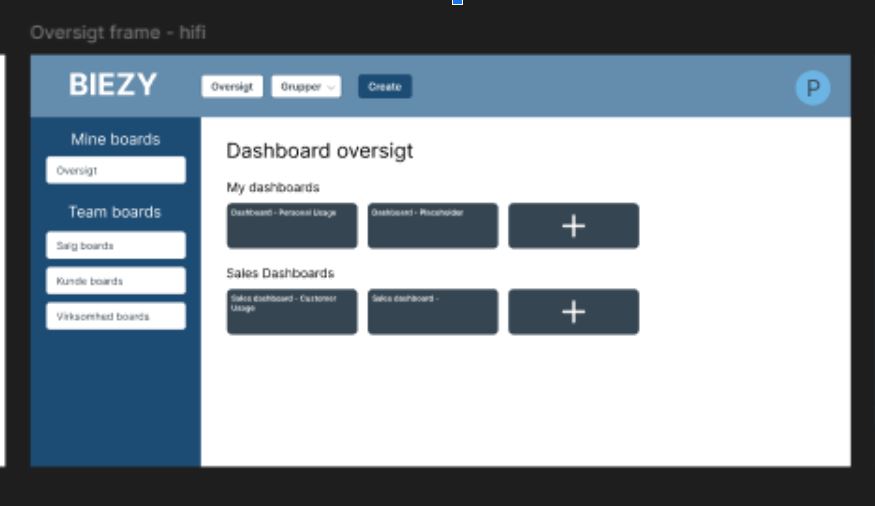 Oversigt frame - hifi
BIEZY
Oversigt
Grupper
Create
P
Mine boards
Oversigt
Team boards
Salg boards
Kunde boards
Virksomhed boards
Dashboard oversigt
My dashboards
Dashboard - Personal Usage
Dashboard - Placeholder
Sales Dashboards
Sales dashboard - Customer
Usage
Sales dashboard -